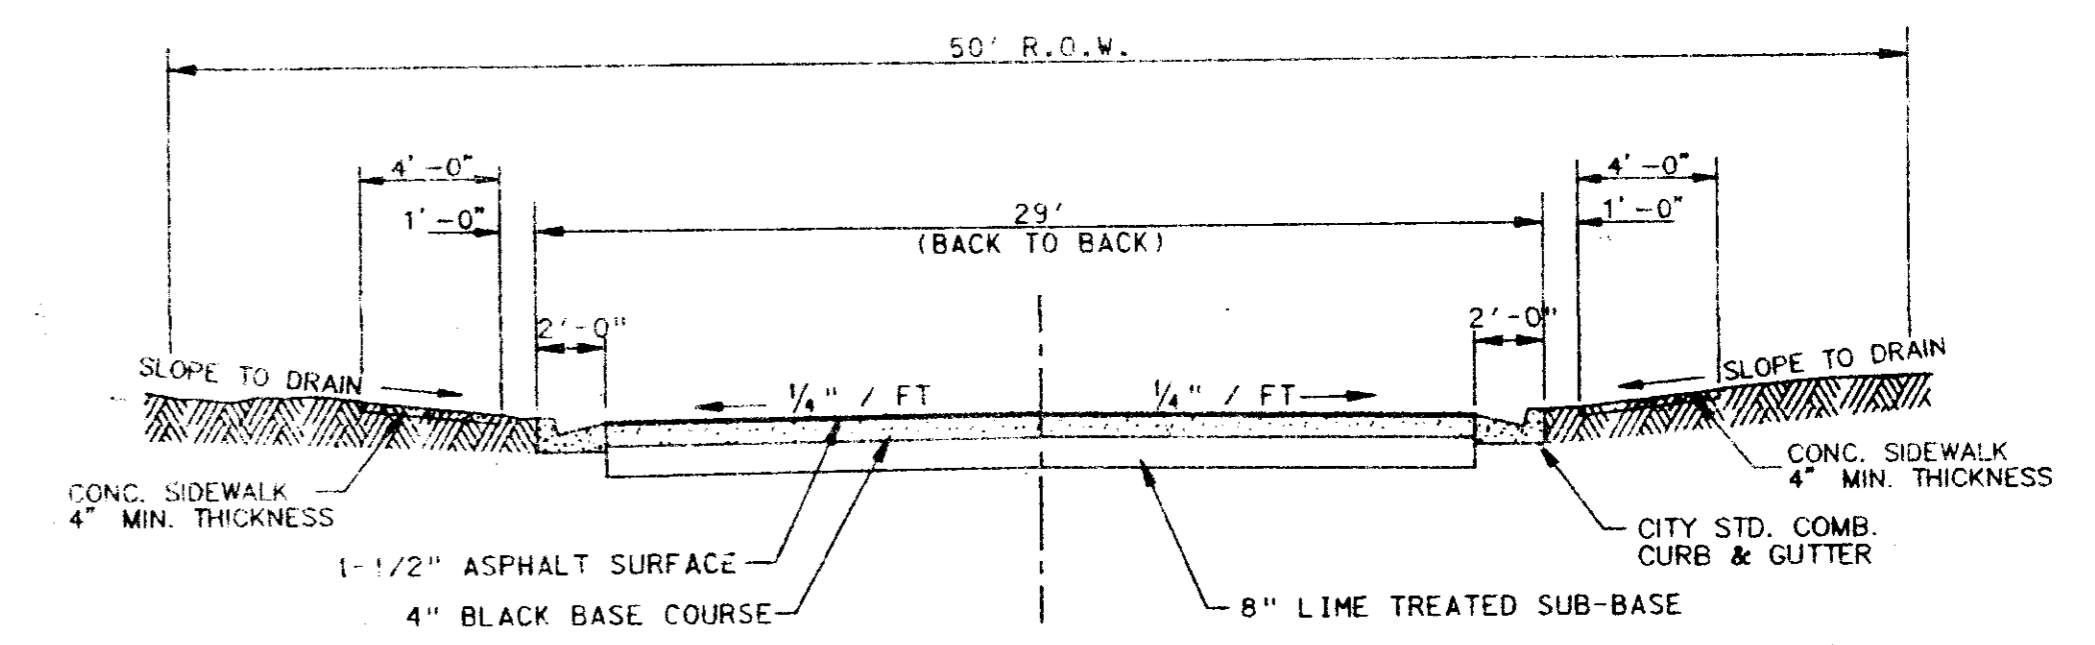 50' R.O.W.
4'-0"
4'-0"
1'-0"
29'
1'-0"
(BACK TO BACK)
2'-0"
2'-0"
SLOPE TO DRAIN
SLOPE TO DRAIN
1/4" / FT
1/4" / FT
CONC. SIDEWALK
4" MIN. THICKNESS
CONC. SIDEWALK
4" MIN. THICKNESS
CITY STD. COMB.
CURB & GUTTER
1-1/2" ASPHALT SURFACE
4" BLACK BASE COURSE
8" LIME TREATED SUB-BASE